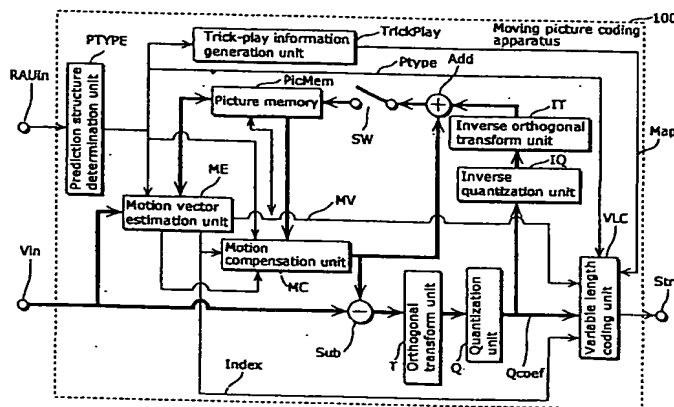 100
Trick-play information
generation unit
TrickPlay
Moving picture coding
apparatus
PTYPE
Ptype
Add
RAUin
Prediction structure
determination unit
PicMem
Picture memory
SW
IT
Inverse orthogonal
transform unit
Map
IQ
Inverse
quantization unit
ME
Motion vector
estimation unit
MV
VLC
Vin
Motion
compensation unit
MC
Variable length
coding unit
Str
Sub
Orthogonal
transform unit
T
Quantization
unit
Q
Qcoef
Index